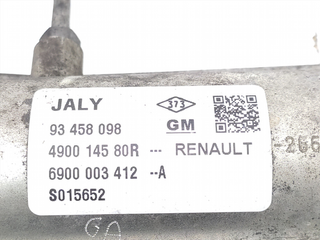 JALY 373
93 458 098 GM
4900 145 80R --- RENAULT
6900 003 412 --A
S015652